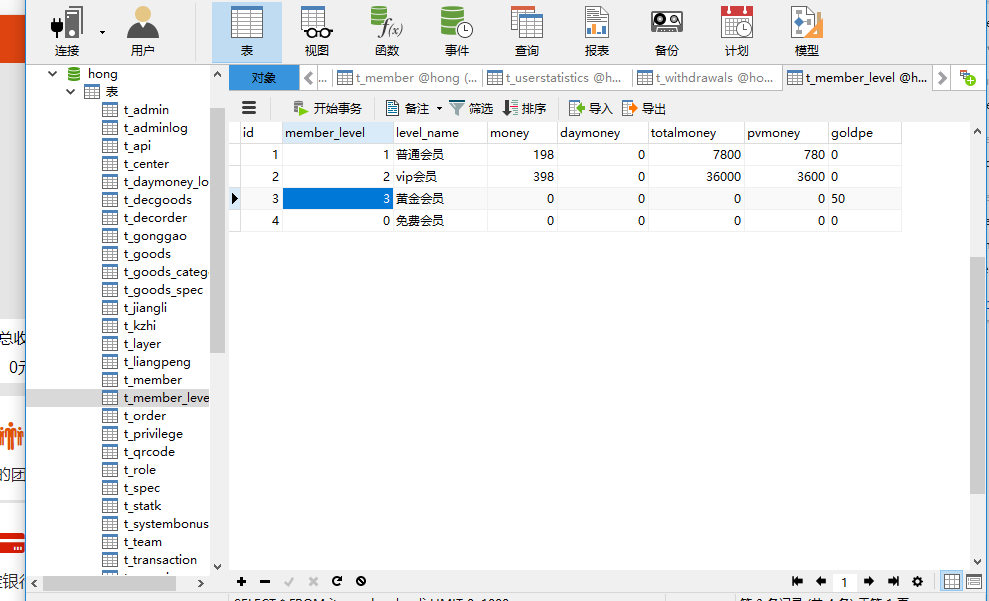 连接 用户 表 视图 函数 事件 查询 报表 备份 计划 模型
hong
表
t_admin
t_adminlog
t_api
t_center
t_daymoney_lo
t_decgoods
t_decorder
t_gonggao
t_goods
t_goods_categ
t_goods_spec
t_jiangli
t_kzhi
t_layer
t_liangpeng
t_member
t_member_leve
t_order
t_privilege
t_qrcode
t_role
t_spec
t_statk
t_systembonus
t_team
t_transaction
对象 ... t_member @hong (... t_userstatistics @h... t_withdrawals @ho... t_member_level @h...
开始事务 备注 筛选 排序 导入 导出
id member_level level_name money daymoney totalmoney pvmoney goldpe
1 1 普通会员 198 0 7800 780 0
2 2 vip会员 398 0 36000 3600 0
3 3 黄金会员 0 0 0 0 50
4 0 免费会员 0 0 0 0 0
1
总收
0元
的团
银行